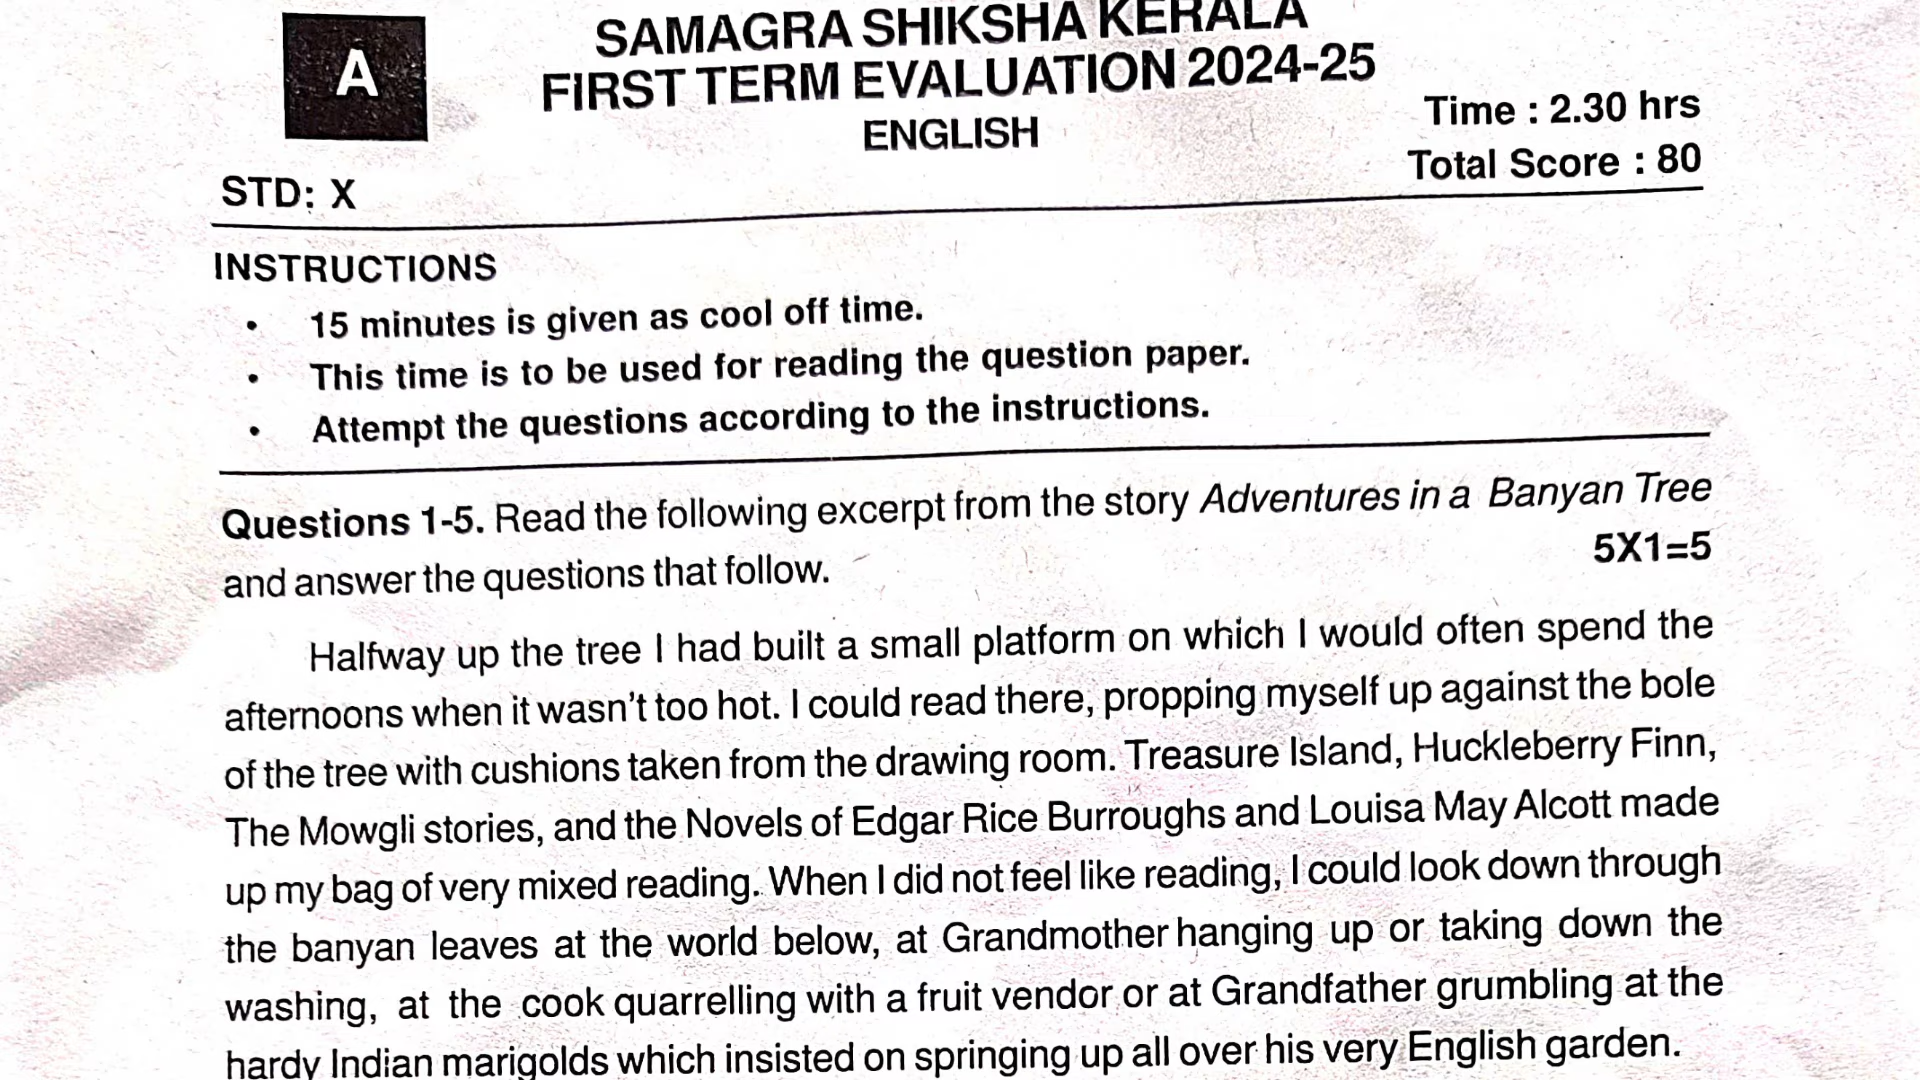 A
SAMAGRA SHIKSHA KERALA
FIRST TERM EVALUATION 2024-25
ENGLISH
Time : 2.30 hrs
Total Score : 80
STD: X
INSTRUCTIONS
• 15 minutes is given as cool off time.
• This time is to be used for reading the question paper.
• Attempt the questions according to the instructions.
Questions 1-5. Read the following excerpt from the story Adventures in a Banyan Tree
and answer the questions that follow.
5X1=5
Halfway up the tree I had built a small platform on which I would often spend the
afternoons when it wasn't too hot. I could read there, propping myself up against the bole
of the tree with cushions taken from the drawing room. Treasure Island, Huckleberry Finn,
The Mowgli stories, and the Novels of Edgar Rice Burroughs and Louisa May Alcott made
up my bag of very mixed reading. When I did not feel like reading, I could look down through
the banyan leaves at the world below, at Grandmother hanging up or taking down the
washing, at the cook quarrelling with a fruit vendor or at Grandfather grumbling at the
hardy Indian marigolds which insisted on springing up all over his very English garden.